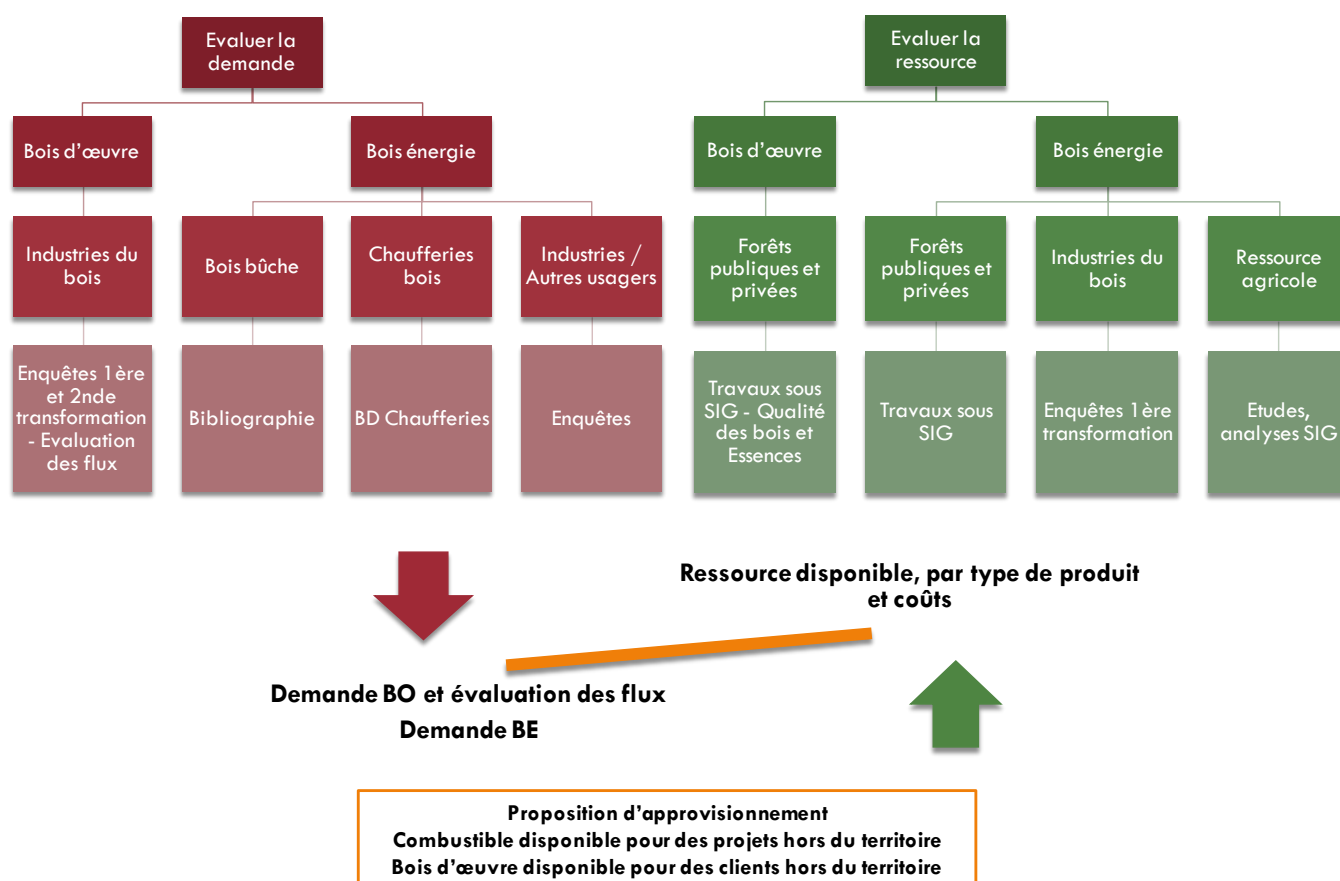 Evaluer la
demande
Evaluer la
ressource
Bois d’œuvre
Bois énergie
Bois d’œuvre
Bois énergie
Industries du
bois
Bois bûche
Chaufferies
bois
Industries /
Autres usagers
Forêts
publiques et
privées
Forêts
publiques et
privées
Industries du
bois
Ressource
agricole
Enquêtes 1ère
et 2nde
transformation
- Evaluation
des flux
Bibliographie
BD Chaufferies
Enquêtes
Travaux sous
SIG - Qualité
des bois et
Essences
Travaux sous
SIG
Enquêtes 1ère
transformation
Etudes,
analyses SIG
Ressource disponible, par type de produit
et coûts
Demande BO et évaluation des flux
Demande BE
Proposition d’approvisionnement
Combustible disponible pour des projets hors du territoire
Bois d’œuvre disponible pour des clients hors du territoire